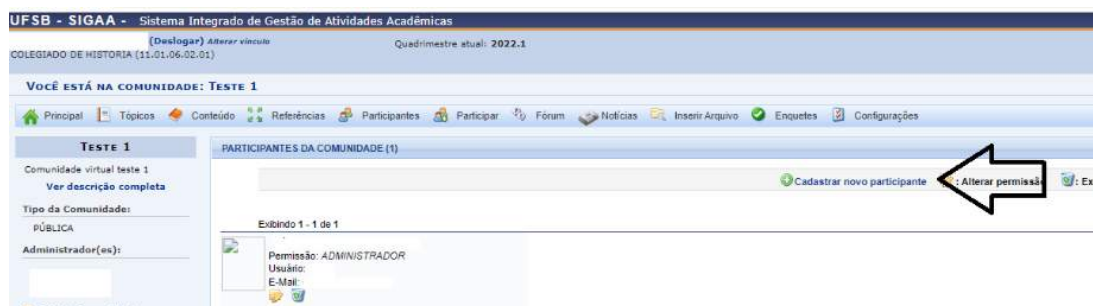 UFSB - SIGAA - Sistema Integrado de Gestão de Atividades Acadêmicas
(Deslogar) Alterar vínculo
Quadrimestre atual: 2022.1
COLEGIADO DE HISTORIA (11.01.06.02.01)
VOCÊ ESTÁ NA COMUNIDADE: TESTE 1
Principal Tópicos Conteúdo Referências Participantes Participar Fórum Notícias Inserir Arquivo Enquetes Configurações
TESTE 1
Comunidade virtual teste 1
Ver descrição completa
Tipo da Comunidade:
PÚBLICA
Administrador(es):
PARTICIPANTES DA COMUNIDADE (1)
Cadastrar novo participante : Alterar permissão : Ex
Exibindo 1 - 1 de 1
Permissão: ADMINISTRADOR
Usuário:
E-Mail: